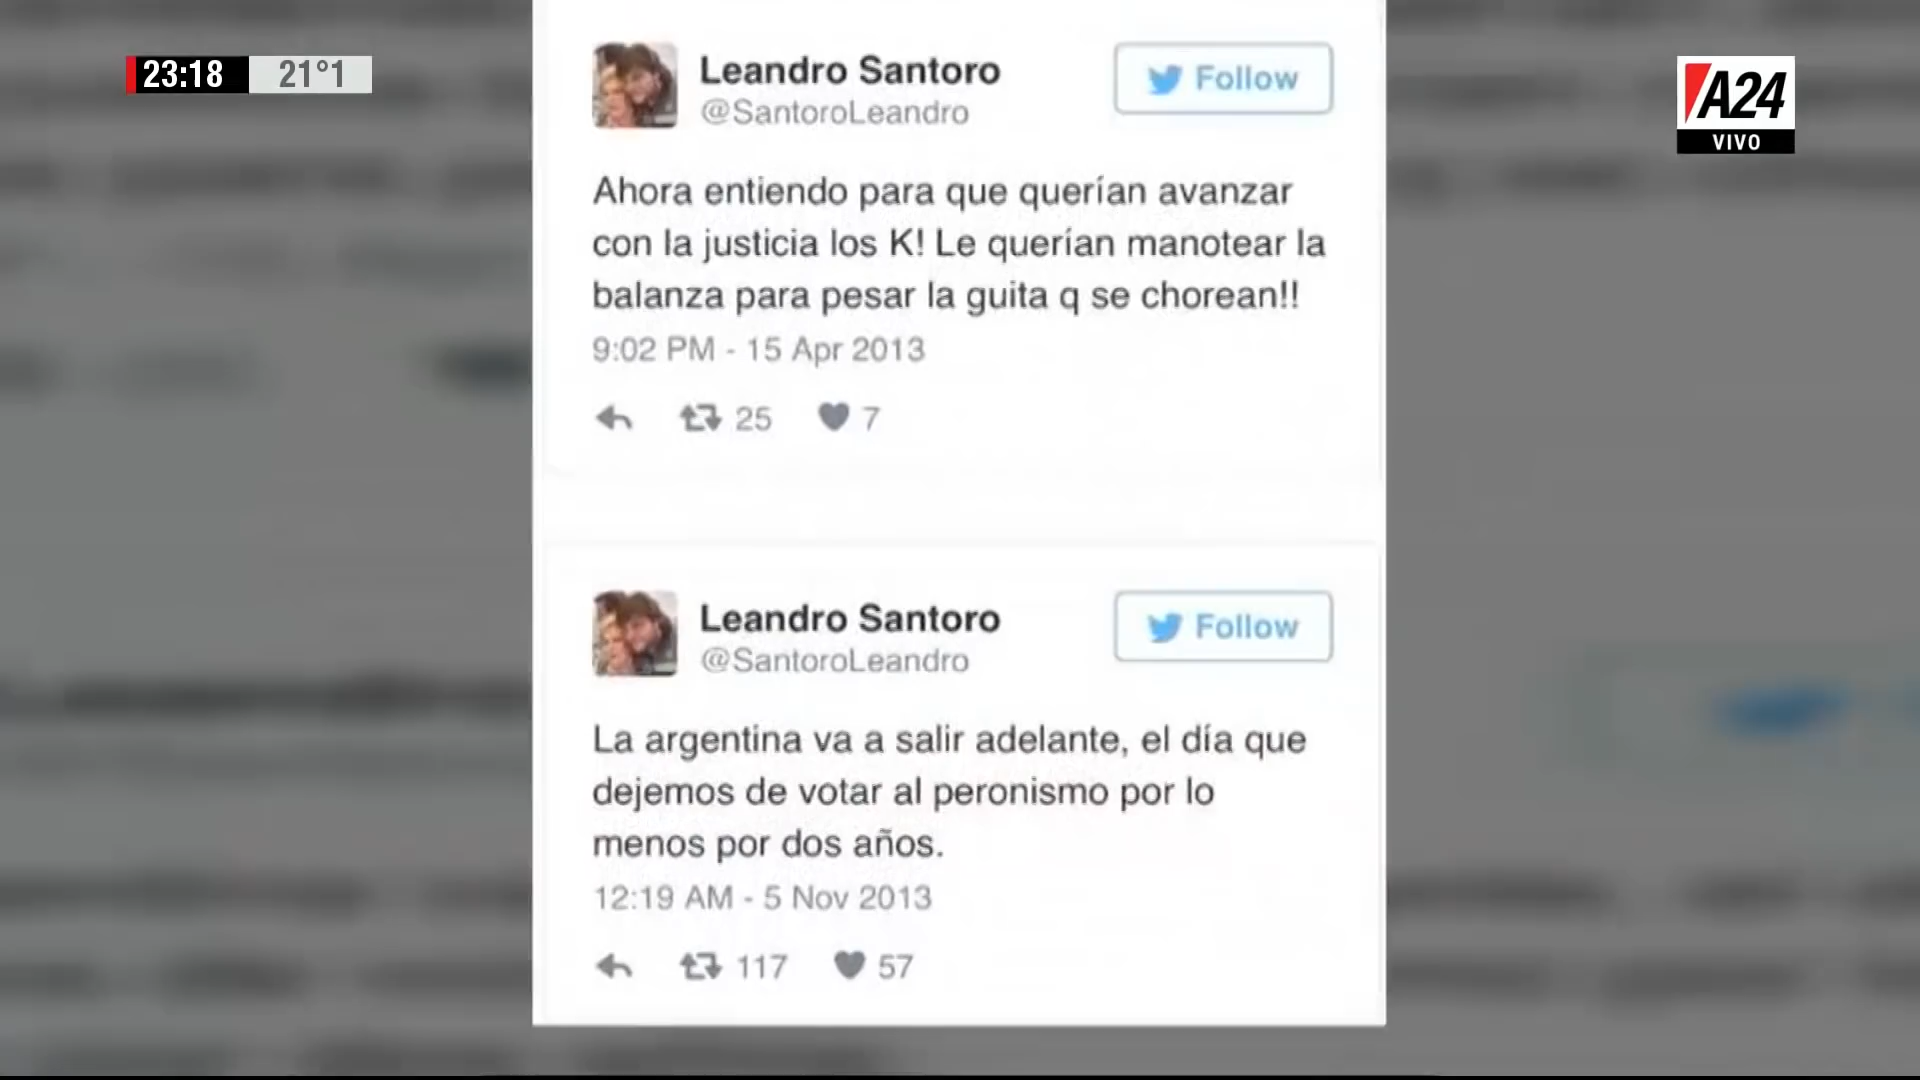 23:18 21°1
A24
VIVO
Leandro Santoro
Follow
@SantoroLeandro
Ahora entiendo para que querían avanzar
con la justicia los K! Le querían manotear la
balanza para pesar la guita q se chorean!!
9:02 PM - 15 Apr 2013
25 7
Leandro Santoro
Follow
@SantoroLeandro
La argentina va a salir adelante, el día que
dejemos de votar al peronismo por lo
menos por dos años.
12:19 AM - 5 Nov 2013
117 57